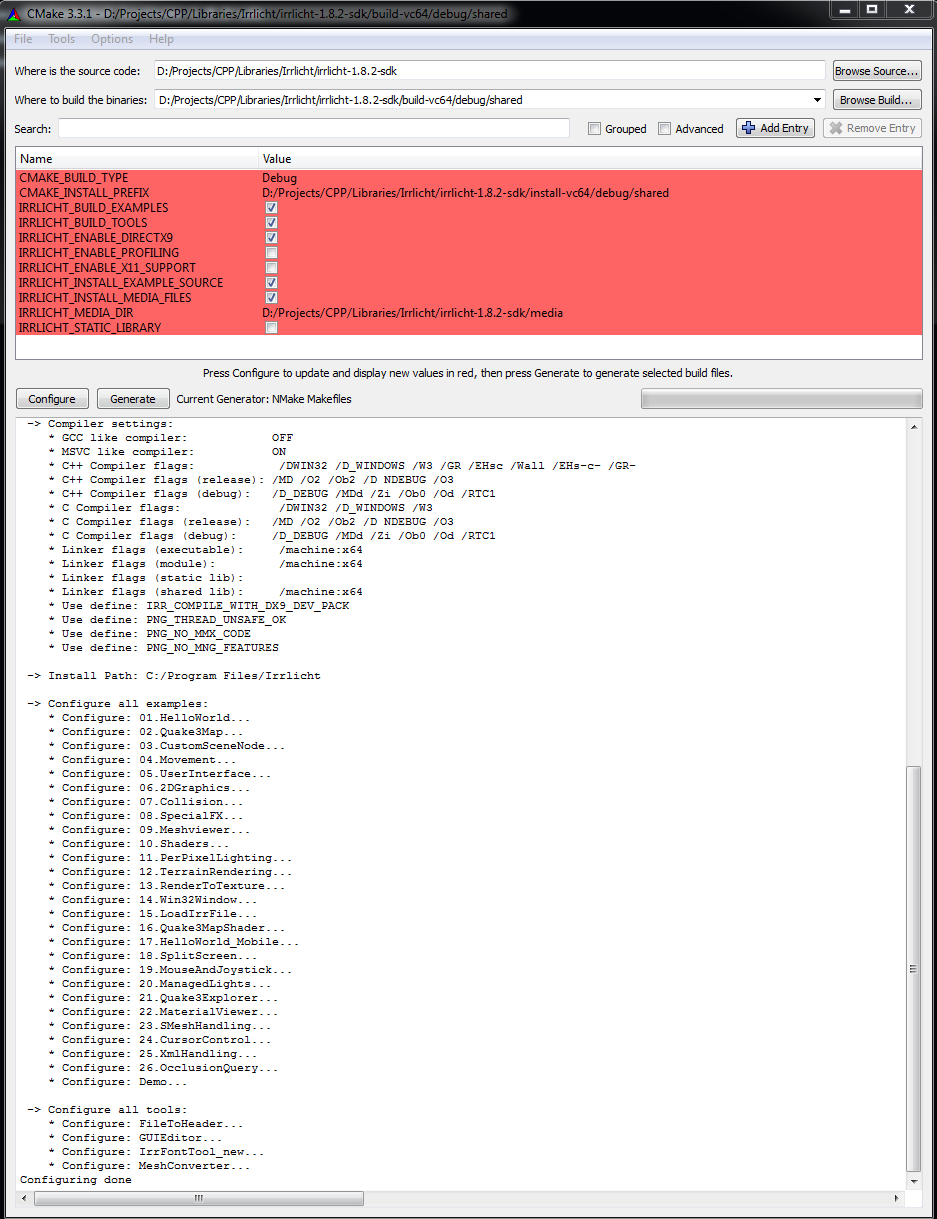 CMake 3.3.1 - D:/Projects/CPP/Libraries/Irrlicht/irrlicht-1.8.2-sdk/build-vc64/debug/shared
File Tools Options Help
Where is the source code: D:/Projects/CPP/Libraries/Irrlicht/irrlicht-1.8.2-sdk Browse Source...
Where to build the binaries: D:/Projects/CPP/Libraries/Irrlicht/irrlicht-1.8.2-sdk/build-vc64/debug/shared Browse Build...
Search: Grouped Advanced Add Entry Remove Entry
Name Value
CMAKE_BUILD_TYPE Debug
CMAKE_INSTALL_PREFIX D:/Projects/CPP/Libraries/Irrlicht/irrlicht-1.8.2-sdk/install-vc64/debug/shared
IRRLICHT_BUILD_EXAMPLES
IRRLICHT_BUILD_TOOLS
IRRLICHT_ENABLE_DIRECTX9
IRRLICHT_ENABLE_PROFILING
IRRLICHT_ENABLE_X11_SUPPORT
IRRLICHT_INSTALL_EXAMPLE_SOURCE
IRRLICHT_INSTALL_MEDIA_FILES
IRRLICHT_MEDIA_DIR D:/Projects/CPP/Libraries/Irrlicht/irrlicht-1.8.2-sdk/media
IRRLICHT_STATIC_LIBRARY
Press Configure to update and display new values in red, then press Generate to generate selected build files.
Configure Generate Current Generator: NMake Makefiles
-> Compiler settings:
* GCC like compiler: OFF
* MSVC like compiler: ON
* C++ Compiler flags: /DWIN32 /D_WINDOWS /W3 /GR /EHsc /Wall /EHs-c- /GR-
* C++ Compiler flags (release): /MD /O2 /Ob2 /D NDEBUG /O3
* C++ Compiler flags (debug): /D_DEBUG /MDd /Zi /Ob0 /Od /RTC1
* C Compiler flags: /DWIN32 /D_WINDOWS /W3
* C Compiler flags (release): /MD /O2 /Ob2 /D NDEBUG /O3
* C Compiler flags (debug): /D_DEBUG /MDd /Zi /Ob0 /Od /RTC1
* Linker flags (executable): /machine:x64
* Linker flags (module): /machine:x64
* Linker flags (static lib):
* Linker flags (shared lib): /machine:x64
* Use define: IRR_COMPILE_WITH_DX9_DEV_PACK
* Use define: PNG_THREAD_UNSAFE_OK
* Use define: PNG_NO_MMX_CODE
* Use define: PNG_NO_MNG_FEATURES
-> Install Path: C:/Program Files/Irrlicht
-> Configure all examples:
* Configure: 01.HelloWorld...
* Configure: 02.Quake3Map...
* Configure: 03.CustomSceneNode...
* Configure: 04.Movement...
* Configure: 05.UserInterface...
* Configure: 06.2DGraphics...
* Configure: 07.Collision...
* Configure: 08.SpecialFX...
* Configure: 09.Meshviewer...
* Configure: 10.Shaders...
* Configure: 11.PerPixelLighting...
* Configure: 12.TerrainRendering...
* Configure: 13.RenderToTexture...
* Configure: 14.Win32Window...
* Configure: 15.LoadIrrFile...
* Configure: 16.Quake3MapShader...
* Configure: 17.HelloWorld_Mobile...
* Configure: 18.SplitScreen...
* Configure: 19.MouseAndJoystick...
* Configure: 20.ManagedLights...
* Configure: 21.Quake3Explorer...
* Configure: 22.MaterialViewer...
* Configure: 23.SMeshHandling...
* Configure: 24.CursorControl...
* Configure: 25.XmlHandling...
* Configure: 26.OcclusionQuery...
* Configure: Demo...
-> Configure all tools:
* Configure: FileToHeader...
* Configure: GUIEditor...
* Configure: IrrFontTool_new...
* Configure: MeshConverter...
Configuring done